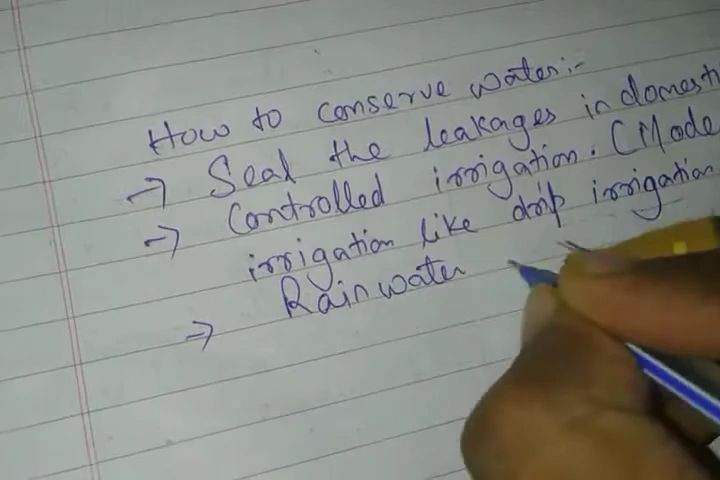 How to conserve water:-
→ Seal the leakages in domesti
→ Controlled irrigation. (Mode
irrigation like drip irrigation
→ Rain water